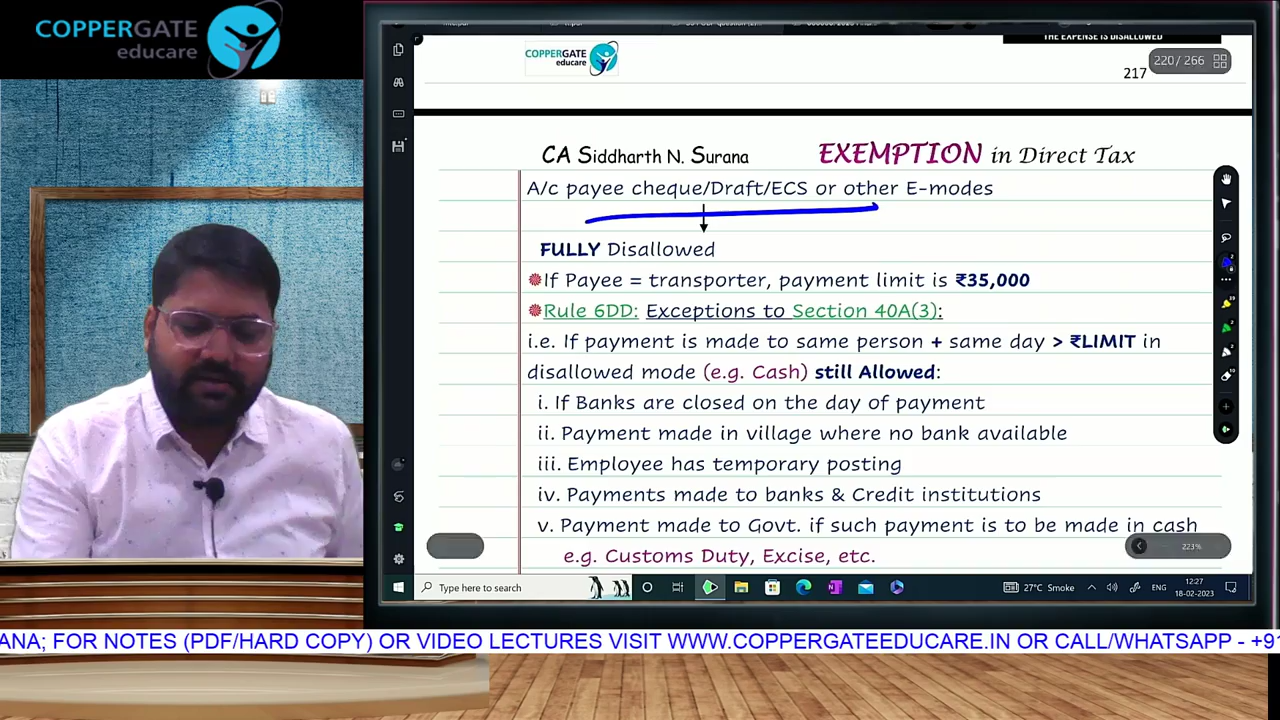 COPPERGATE
educare
THE EXPENSE IS DISALLOWED
COPPERGATE
educare
220 / 266
217
CA Siddharth N. Surana EXEMPTION in Direct Tax
A/c payee cheque/Draft/ECS or other E-modes
FULLY Disallowed
If Payee = transporter, payment limit is ₹35,000
Rule 6DD: Exceptions to Section 40A(3):
i.e. If payment is made to same person + same day > ₹LIMIT in
disallowed mode (e.g. Cash) still Allowed:
i. If Banks are closed on the day of payment
ii. Payment made in village where no bank available
iii. Employee has temporary posting
iv. Payments made to banks & Credit institutions
v. Payment made to Govt. if such payment is to be made in cash
e.g. Customs Duty, Excise, etc.
223%
Type here to search
27°C Smoke
ENG
12:27
18-02-2023
ANA; FOR NOTES (PDF/HARD COPY) OR VIDEO LECTURES VISIT WWW.COPPERGATEEDUCARE.IN OR CALL/WHATSAPP - +91